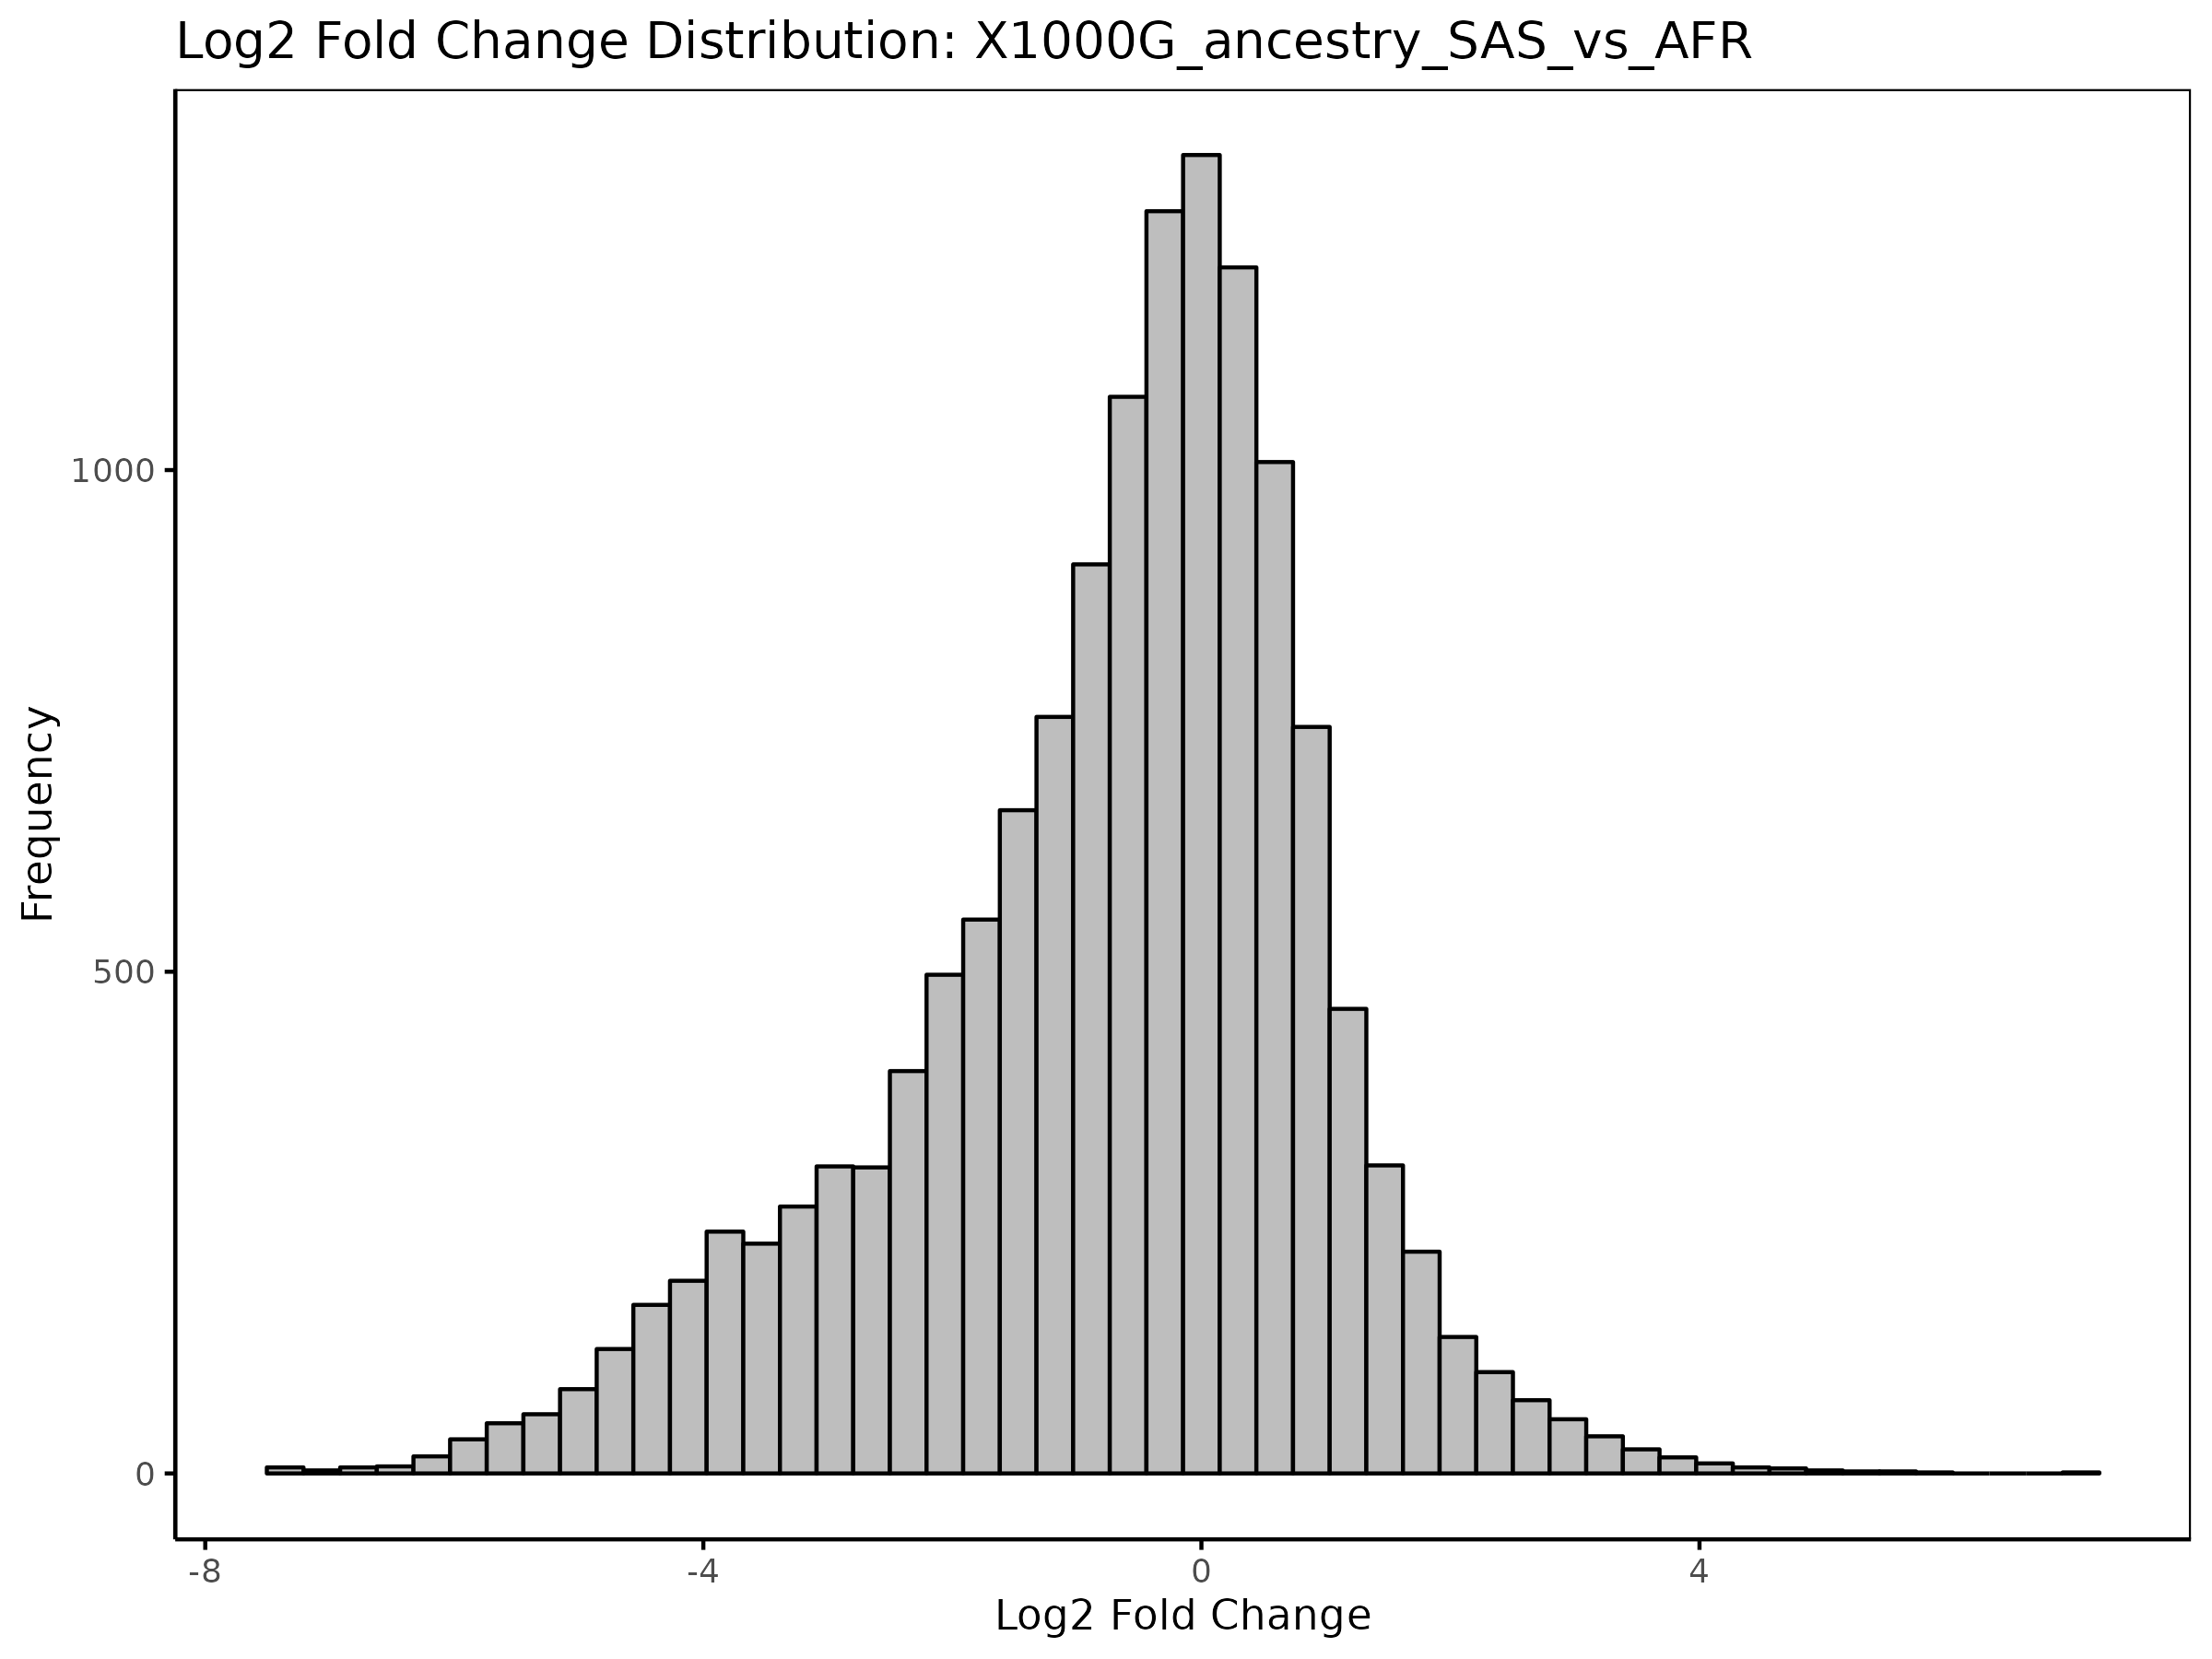 Log2 Fold Change Distribution: X1000G_ancestry_SAS_vs_AFR
Frequency
1000
500
0
-8
-4
0
4
Log2 Fold Change